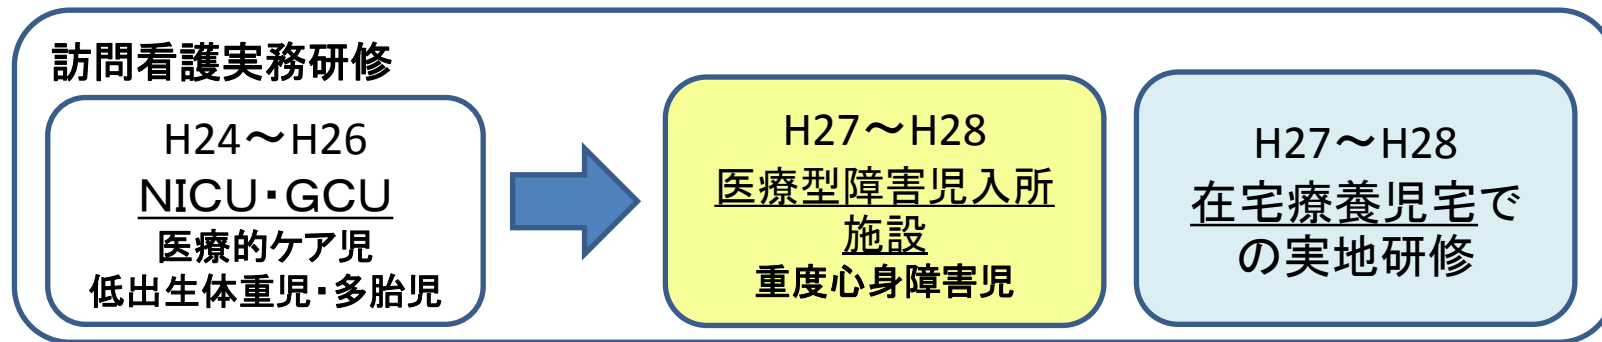 訪問看護実務研修
H24～H26
NICU・GCU
医療的ケア児
低出生体重児・多胎児
H27～H28
医療型障害児入所
施設
重度心身障害児
H27～H28
在宅療養児宅で
の実地研修